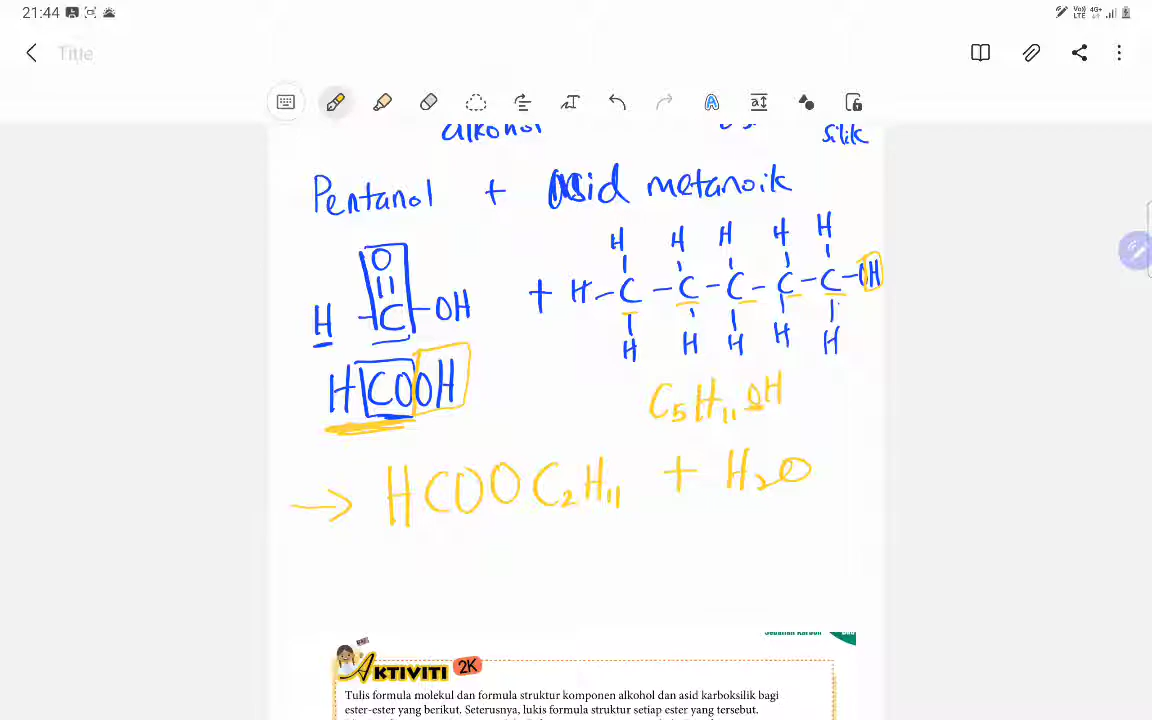 21:44 VoLTE 4G+
Title
alkohol silik
Pentanol + Asid metanoik
H H H H H
O
H C OH + H-C-C-C-C-C-OH
H H H H H
HCOOH C₅H₁₁OH
→ HCOOC₂H₁₁ + H₂O
AKTIVITI 2K
Tulis formula molekul dan formula struktur komponen alkohol dan asid karboksilik bagi
ester-ester yang berikut. Seterusnya, lukis formula struktur setiap ester yang tersebut.